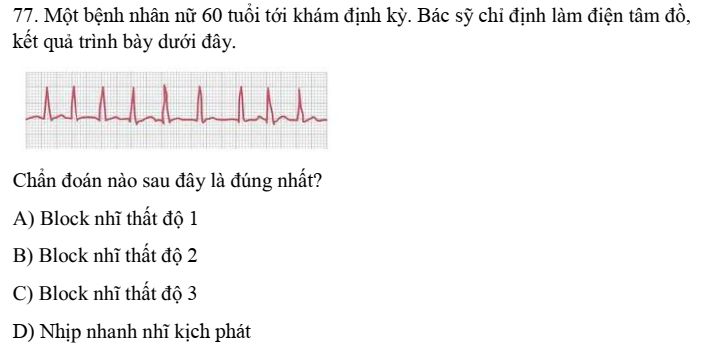 77. Một bệnh nhân nữ 60 tuổi tới khám định kỳ. Bác sỹ chỉ định làm điện tâm đồ,
kết quả trình bày dưới đây.
Chẩn đoán nào sau đây là đúng nhất?
A) Block nhĩ thất độ 1
B) Block nhĩ thất độ 2
C) Block nhĩ thất độ 3
D) Nhịp nhanh nhĩ kịch phát